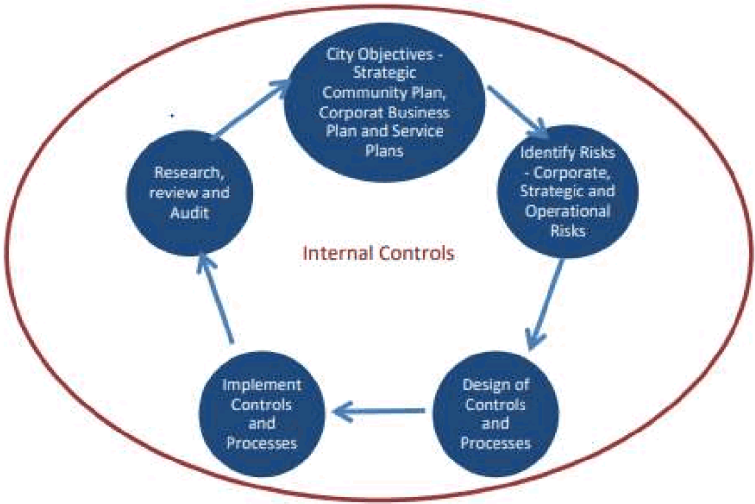 City Objectives -
Strategic
Community Plan,
Corporat Business
Plan and Service
Plans
Identify Risks
- Corporate,
Strategic and
Operational
Risks
Design of
Controls
and
Processes
Implement
Controls
and
Processes
Research,
review and
Audit
Internal Controls